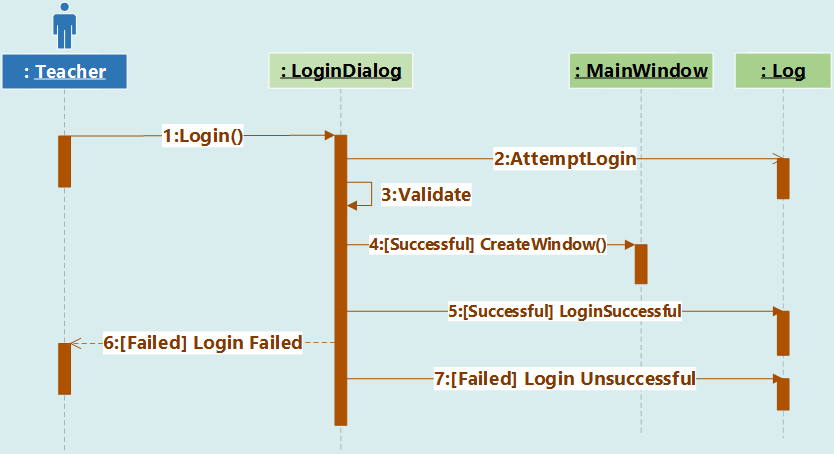 : Teacher
: LoginDialog
: MainWindow
: Log
1:Login()
2:AttemptLogin
3:Validate
4:[Successful] CreateWindow()
5:[Successful] LoginSuccessful
6:[Failed] Login Failed
7:[Failed] Login Unsuccessful